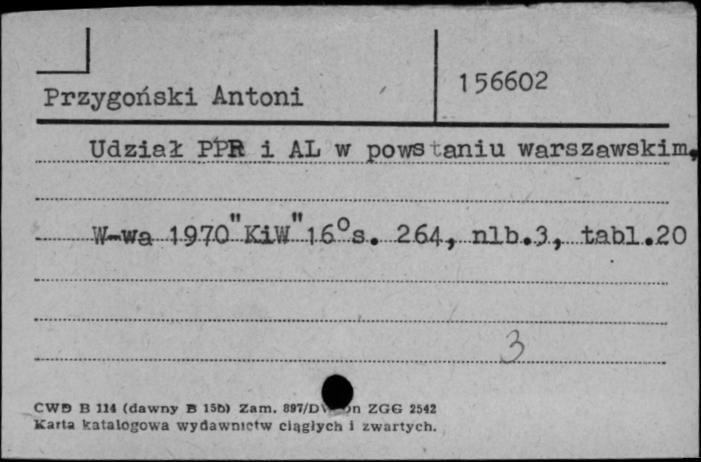 156602
Przygoński Antoni
Udział PPR i AL w powstaniu warszawskim,
W-wa 1970 "KiW" 16° s. 264, nlb.3, tabl.20
3
CWD B 114 (dawny B 15b) Zam. 897/D ZGG 2542
Karta katalogowa wydawnictw ciągłych i zwartych.